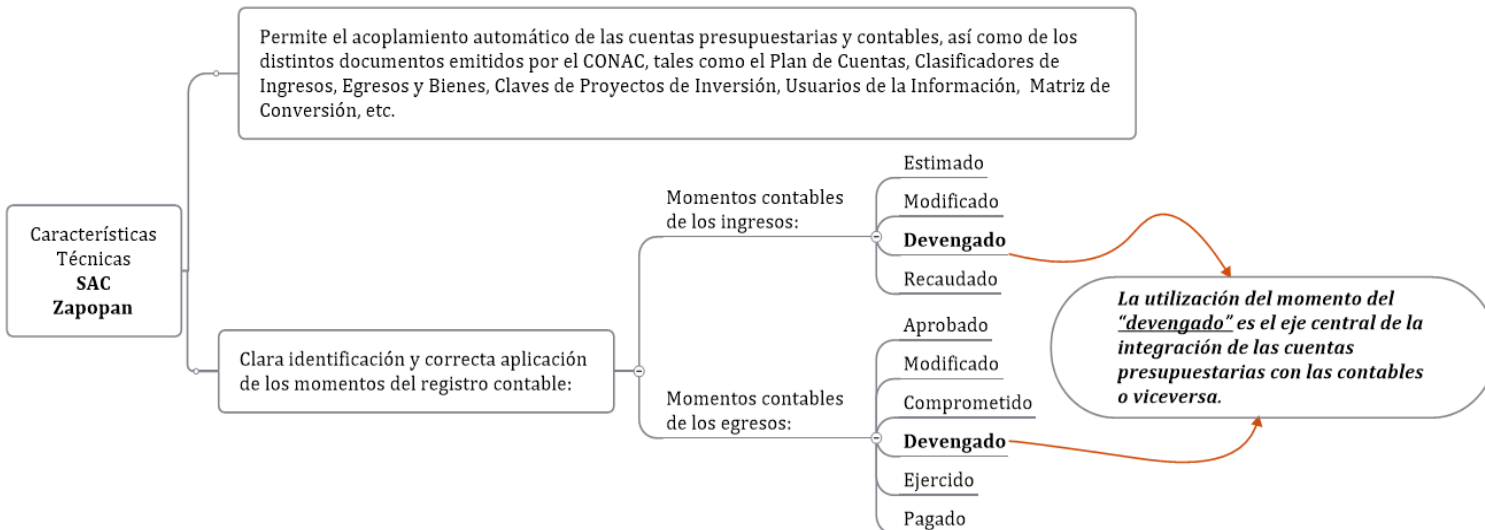 Permite el acoplamiento automático de las cuentas presupuestarias y contables, así como de los
distintos documentos emitidos por el CONAC, tales como el Plan de Cuentas, Clasificadores de
Ingresos, Egresos y Bienes, Claves de Proyectos de Inversión, Usuarios de la Información, Matriz de
Conversión, etc.
Características
Técnicas
SAC
Zapopan
Clara identificación y correcta aplicación
de los momentos del registro contable:
Momentos contables
de los ingresos:
Estimado
Modificado
Devengado
Recaudado
Momentos contables
de los egresos:
Aprobado
Modificado
Comprometido
Devengado
Ejercido
Pagado
La utilización del momento del
“devengado” es el eje central de la
integración de las cuentas
presupuestarias con las contables
o viceversa.